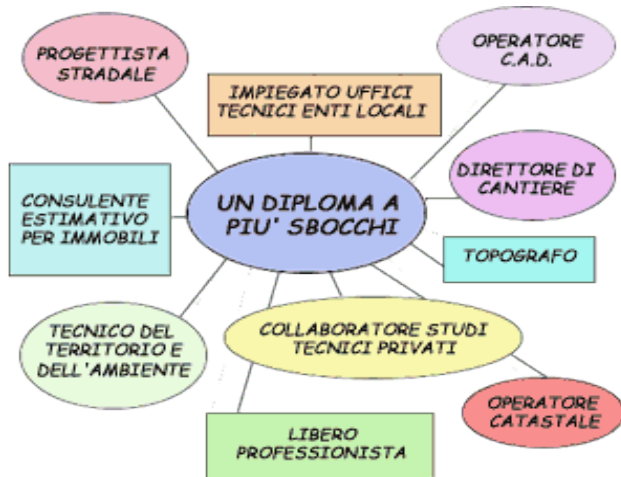 PROGETTISTA
STRADALE
OPERATORE
C.A.D.
IMPIEGATO UFFICI
TECNICI ENTI LOCALI
CONSULENTE
ESTIMATIVO
PER IMMOBILI
UN DIPLOMA A
PIU' SBOCCHI
DIRETTORE DI
CANTIERE
TOPOGRAFO
TECNICO DEL
TERRITORIO E
DELL'AMBIENTE
COLLABORATORE STUDI
TECNICI PRIVATI
OPERATORE
CATASTALE
LIBERO
PROFESSIONISTA